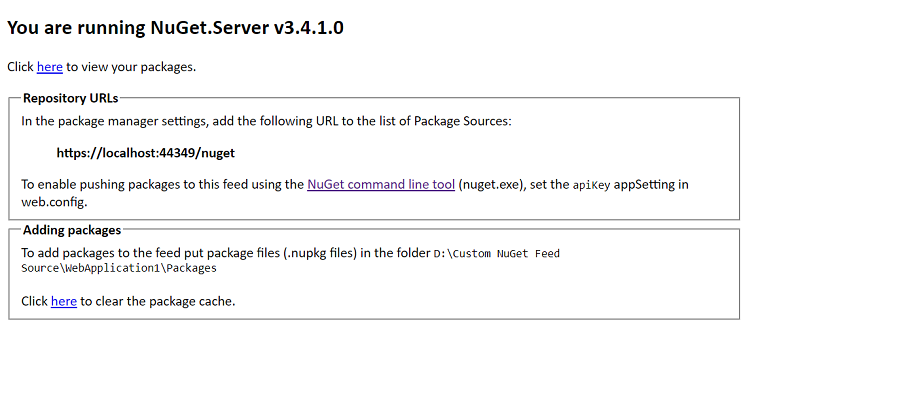 You are running NuGet.Server v3.4.1.0
Click here to view your packages.
Repository URLs
In the package manager settings, add the following URL to the list of Package Sources:
https://localhost:44349/nuget
To enable pushing packages to this feed using the NuGet command line tool (nuget.exe), set the apiKey appSetting in
web.config.
Adding packages
To add packages to the feed put package files (.nupkg files) in the folder D:\Custom NuGet Feed
Source\WebApplication1\Packages
Click here to clear the package cache.